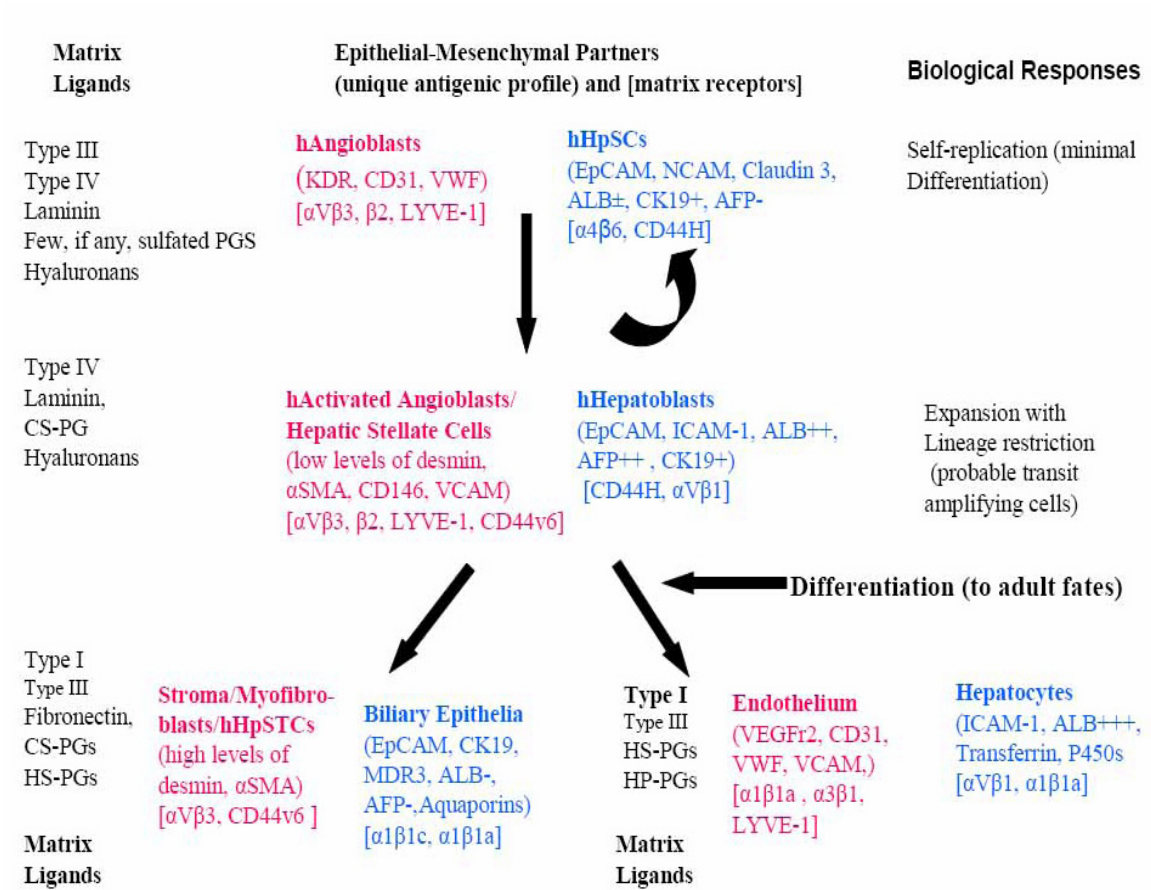 Matrix
Ligands
Epithelial-Mesenchymal Partners
(unique antigenic profile) and [matrix receptors]
Biological Responses
Type III
Type IV
Laminin
Few, if any, sulfated PGS
Hyaluronans
hAngioblasts
(KDR, CD31, VWF)
[αVβ3, β2, LYVE-1]
hHpSCs
(EpCAM, NCAM, Claudin 3,
ALB±, CK19+, AFP-
[α4β6, CD44H]
Self-replication (minimal
Differentiation)
Type IV
Laminin,
CS-PG
Hyaluronans
hActivated Angioblasts/
Hepatic Stellate Cells
(low levels of desmin,
αSMA, CD146, VCAM)
[αVβ3, β2, LYVE-1, CD44v6]
hHepatoblasts
(EpCAM, ICAM-1, ALB++,
AFP++ , CK19+)
[CD44H, αVβ1]
Expansion with
Lineage restriction
(probable transit
amplifying cells)
Differentiation (to adult fates)
Type I
Type III
Fibronectin,
CS-PGs
HS-PGs
Matrix
Ligands
Stroma/Myofibro-
blasts/hHpSTCs
(high levels of
desmin, αSMA)
[αVβ3, CD44v6 ]
Biliary Epithelia
(EpCAM, CK19,
MDR3, ALB-,
AFP-,Aquaporins)
[α1β1c, α1β1a]
Type I
Type III
HS-PGs
HP-PGs
Matrix
Ligands
Endothelium
(VEGFr2, CD31,
VWF, VCAM,)
[α1β1a , α3β1,
LYVE-1]
Hepatocytes
(ICAM-1, ALB+++,
Transferrin, P450s
[αVβ1, α1β1a]